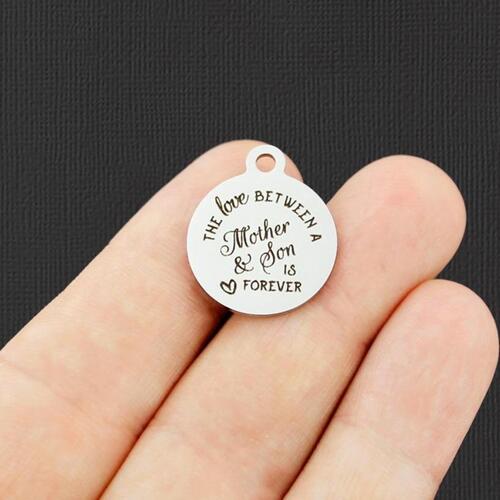 THE love BETWEEN A
Mother
& Son
IS
FOREVER